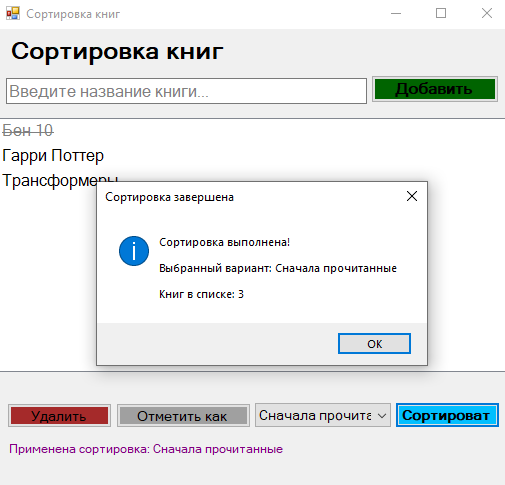 Сортировка книг
Сортировка книг
Введите название книги...
Добавить
Бен 10
Гарри Поттер
Трансформеры
Сортировка завершена
Сортировка выполнена!
Выбранный вариант: Сначала прочитанные
Книг в списке: 3
OK
Удалить
Отметить как
Сначала прочита
Сортироват
Применена сортировка: Сначала прочитанные